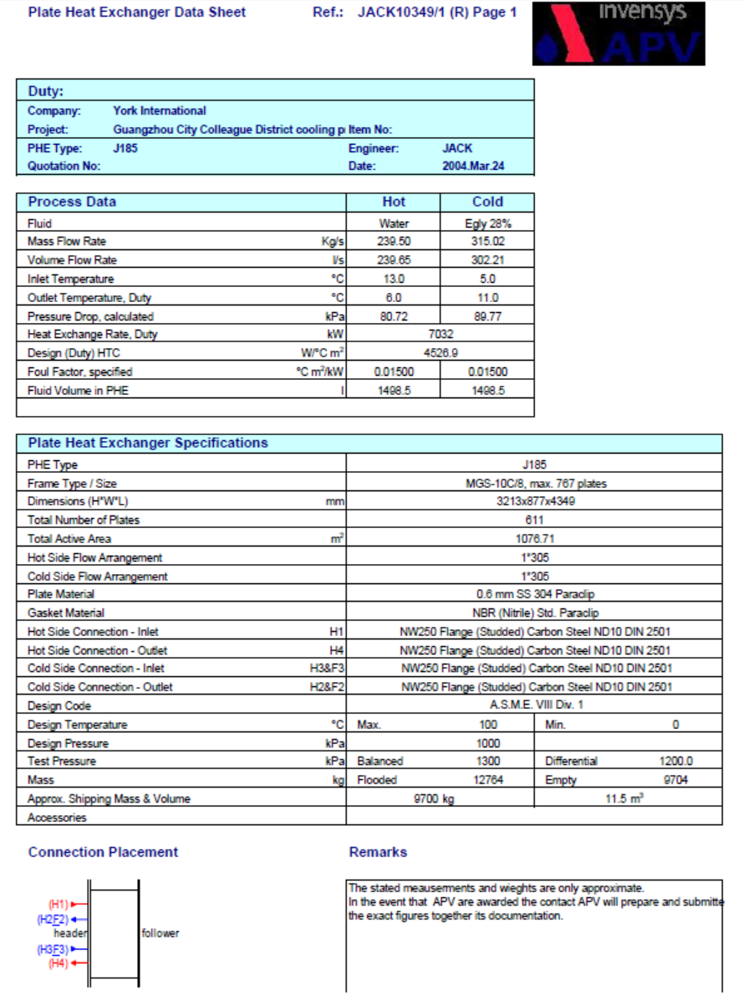 Plate Heat Exchanger Data Sheet Ref.: JACK10349/1 (R) Page 1
invensys
APV
Duty:
Company: York International
Project: Guangzhou City Colleague District cooling p Item No:
PHE Type: J185 Engineer: JACK
Quotation No: Date: 2004.Mar.24
Process Data Hot Cold
Fluid Water Egly 28%
Mass Flow Rate Kg/s 239.50 315.02
Volume Flow Rate l/s 239.65 302.21
Inlet Temperature °C 13.0 5.0
Outlet Temperature, Duty °C 6.0 11.0
Pressure Drop, calculated kPa 80.72 89.77
Heat Exchange Rate, Duty kW 7032
Design (Duty) HTC W/°C m² 4526.9
Foul Factor, specified °C m²/kW 0.01500 0.01500
Fluid Volume in PHE l 1498.5 1498.5
Plate Heat Exchanger Specifications
PHE Type J185
Frame Type / Size MGS-10C/8, max. 767 plates
Dimensions (H*W*L) mm 3213x877x4349
Total Number of Plates 611
Total Active Area m² 1076.71
Hot Side Flow Arrangement 1*305
Cold Side Flow Arrangement 1*305
Plate Material 0.6 mm SS 304 Paraclip
Gasket Material NBR (Nitrile) Std. Paraclip
Hot Side Connection - Inlet H1 NW250 Flange (Studded) Carbon Steel ND10 DIN 2501
Hot Side Connection - Outlet H4 NW250 Flange (Studded) Carbon Steel ND10 DIN 2501
Cold Side Connection - Inlet H3&F3 NW250 Flange (Studded) Carbon Steel ND10 DIN 2501
Cold Side Connection - Outlet H2&F2 NW250 Flange (Studded) Carbon Steel ND10 DIN 2501
Design Code A.S.M.E. VIII Div. 1
Design Temperature °C Max. 100 Min. 0
Design Pressure kPa 1000
Test Pressure kPa Balanced 1300 Differential 1200.0
Mass kg Flooded 12764 Empty 9704
Approx. Shipping Mass & Volume 9700 kg 11.5 m³
Accessories
Connection Placement Remarks
The stated meauserments and wieghts are only approximate.
In the event that APV are awarded the contact APV will prepare and submitte
the exact figures together its documentation.
(H1)
(H2F2)
header follower
(H3F3)
(H4)